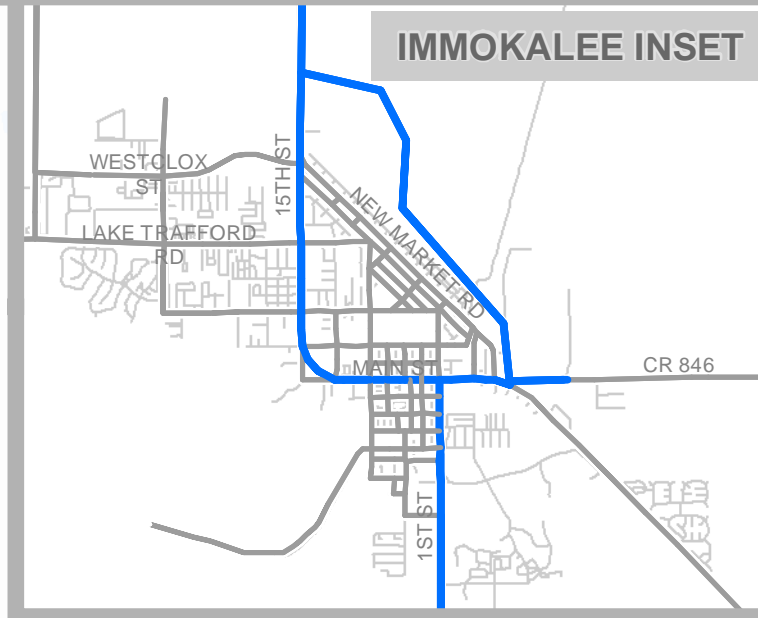 IMMOKALEE INSET
WESTCLOX
ST
15TH ST
NEW MARKET RD
LAKE TRAFFORD
RD
MAIN ST
CR 846
1ST ST